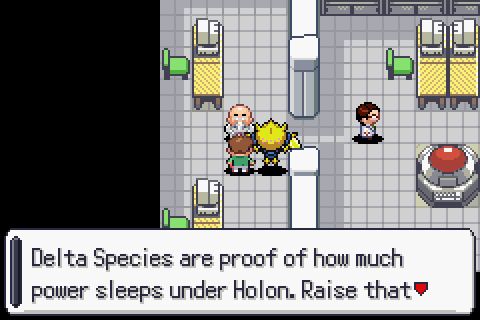 Delta Species are proof of how much
power sleeps under Holon. Raise that